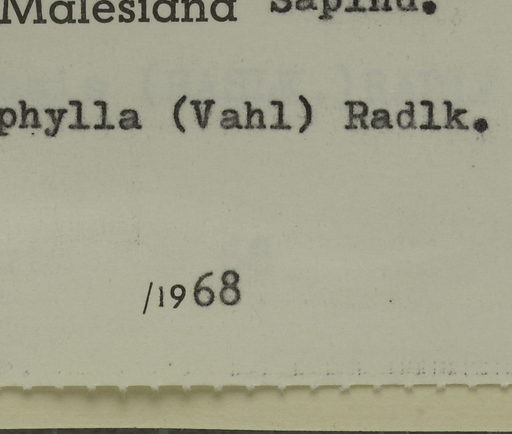 Malesiana Sapind.
phylla (Vahl) Radlk.
/1968